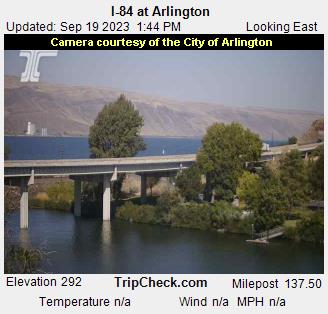 I-84 at Arlington
Updated: Sep 19 2023 1:44 PM Looking East
Camera courtesy of the City of Arlington
Elevation 292 TripCheck.com Milepost 137.50
Temperature n/a Wind n/a MPH n/a